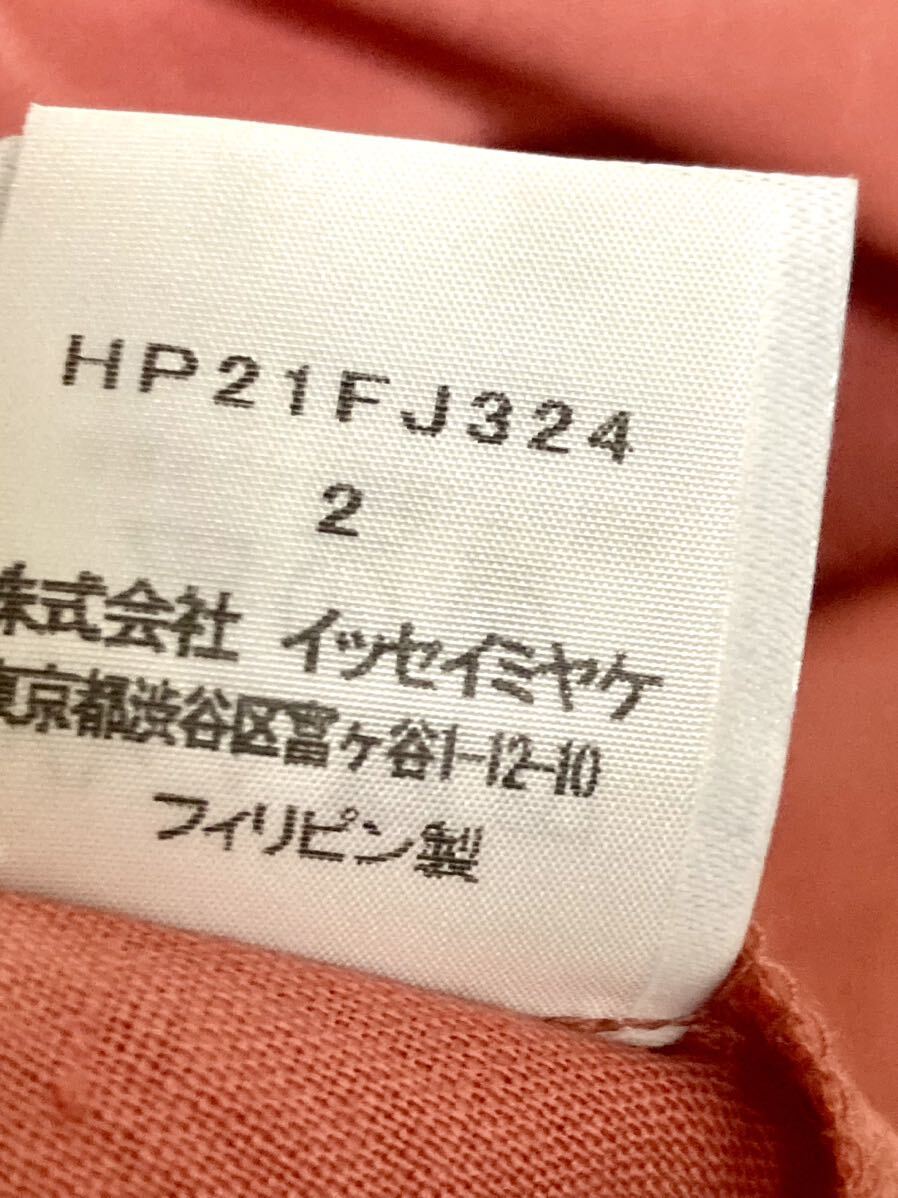 HP21FJ324
2
株式会社 イッセイミヤケ
東京都渋谷区富ヶ谷1-12-10
フィリピン製